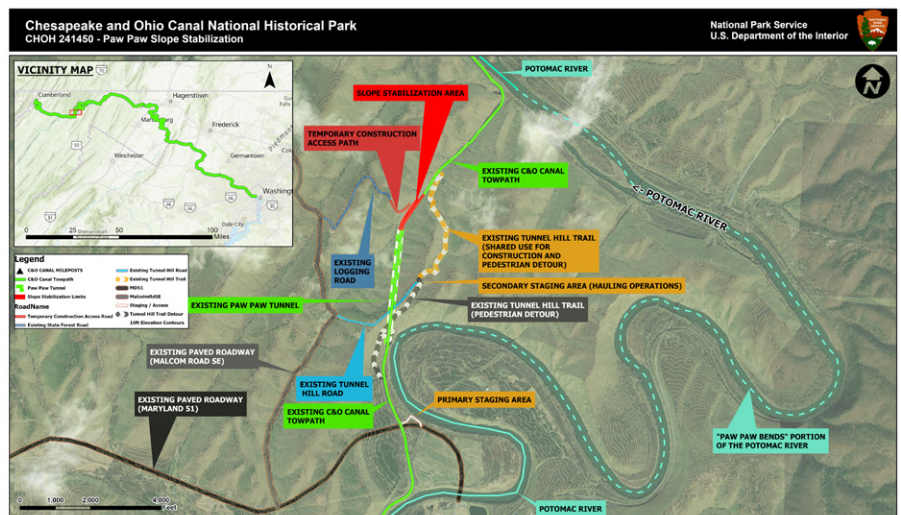 Chesapeake and Ohio Canal National Historical Park
CHOH 241450 - Paw Paw Slope Stabilization
National Park Service
U.S. Department of the Interior
VICINITY MAP
N
Cumberland
Hagerstown
Frederick
Winchester
Germantown
Washing
Dale City
0 25 50 100
Miles
POTOMAC RIVER
SLOPE STABILIZATION AREA
TEMPORARY CONSTRUCTION
ACCESS PATH
EXISTING C&O CANAL
TOWPATH
<- POTOMAC RIVER
EXISTING
LOGGING
ROAD
EXISTING TUNNEL HILL TRAIL
(SHARED USE FOR
CONSTRUCTION AND
PEDESTRIAN DETOUR)
SECONDARY STAGING AREA (HAULING OPERATIONS)
EXISTING PAW PAW TUNNEL
EXISTING TUNNEL HILL TRAIL
(PEDESTRIAN DETOUR)
Legend
C&O CANAL MILEPOSTS
C&O Canal Towpath
Paw Paw Tunnel
Slope Stabilization Limits
RoadName
Temporary Construction Access Road
Existing State Forest Road
Existing Tunnel Hill Road
Existing Tunnel Hill Trail
MD51
MalcolmRdSE
Staging / Access
Tunnel Hill Trail Detour
10ft Elevation Contours
EXISTING PAVED ROADWAY
(MALCOM ROAD SE)
EXISTING TUNNEL
HILL ROAD
EXISTING PAVED ROADWAY
(MARYLAND 51)
EXISTING C&O CANAL
TOWPATH
PRIMARY STAGING AREA
"PAW PAW BENDS" PORTION
OF THE POTOMAC RIVER
0 1,000 2,000 4,000
Feet
POTOMAC RIVER